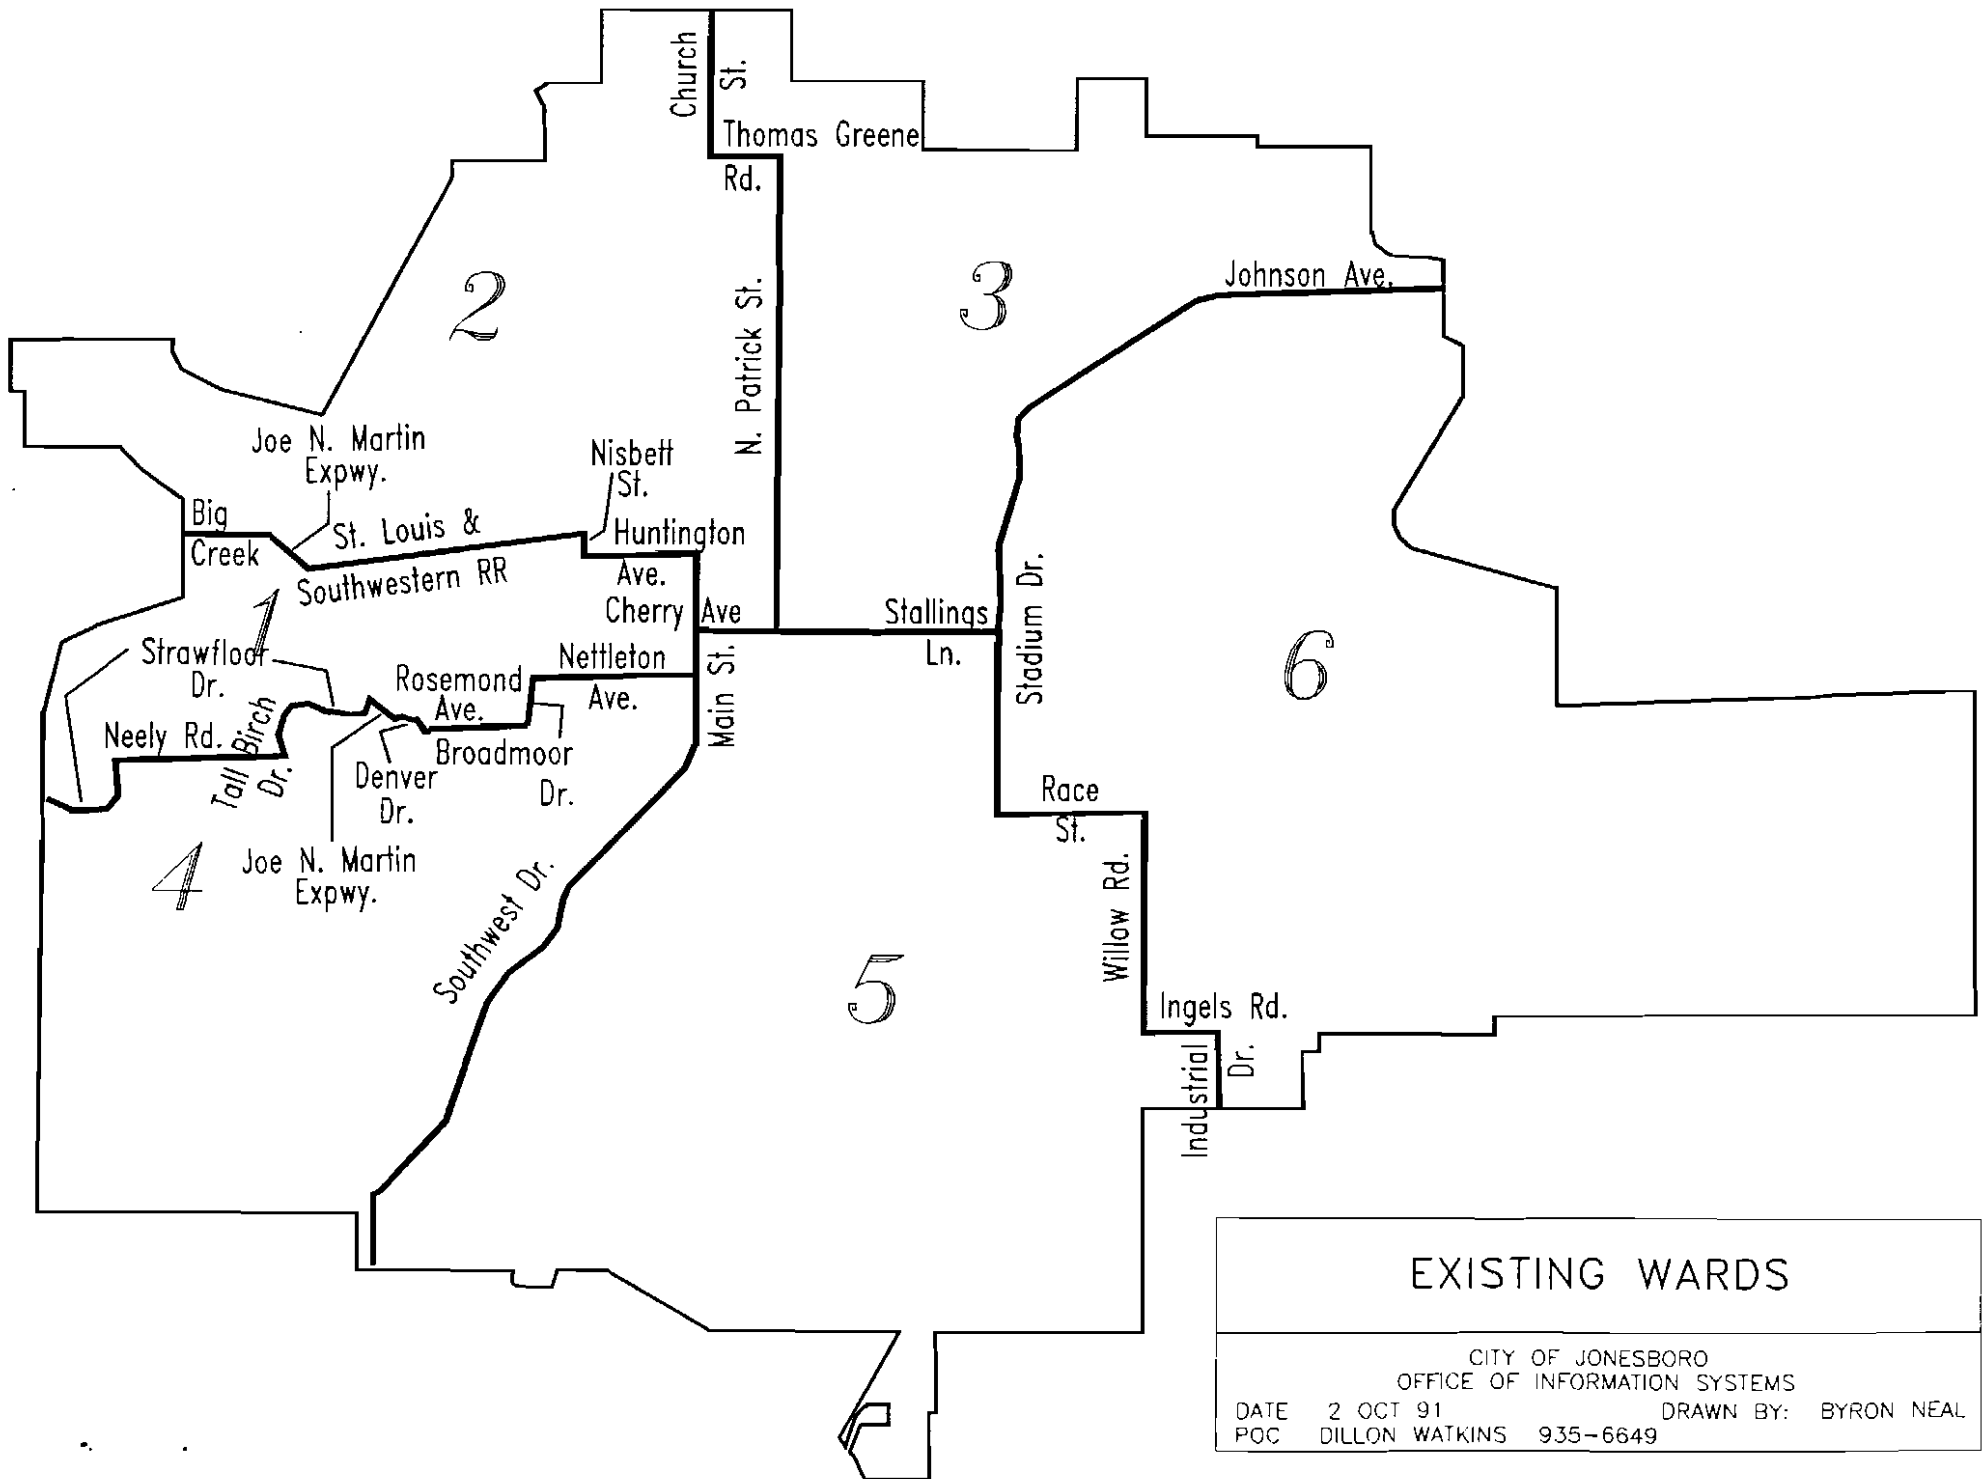 Church
St.
Thomas Greene
Rd.
2
3
Johnson Ave.
N. Patrick St.
Joe N. Martin
Expwy.
Nisbett
St.
Big
Creek
St. Louis &
Southwestern RR
Huntington
Ave.
Cherry Ave
Stallings
Ln.
Stadium Dr.
1
Strawfloor
Dr.
Nettleton
Ave.
Main St.
6
Rosemond
Ave.
Neely Rd.
Tall Birch
Dr.
Broadmoor
Dr.
Denver
Dr.
Race
St.
4
Joe N. Martin
Expwy.
Southwest Dr.
Willow Rd.
5
Ingels Rd.
Industrial
Dr.
EXISTING WARDS
CITY OF JONESBORO
OFFICE OF INFORMATION SYSTEMS
DATE 2 OCT 91 DRAWN BY: BYRON NEAL
POC DILLON WATKINS 935-6649